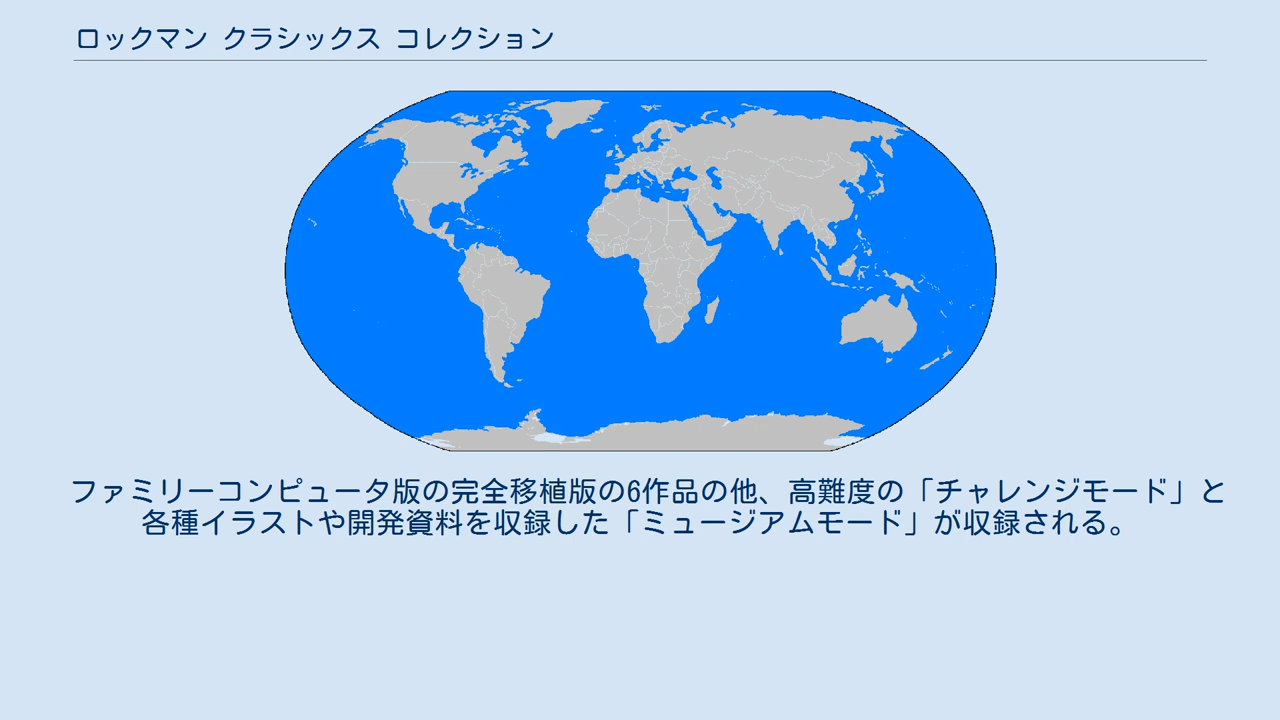 ロックマン クラシックス コレクション
ファミリーコンピュータ版の完全移植版の6作品の他、高難度の「チャレンジモード」と
各種イラストや開発資料を収録した「ミュージアムモード」が収録される。